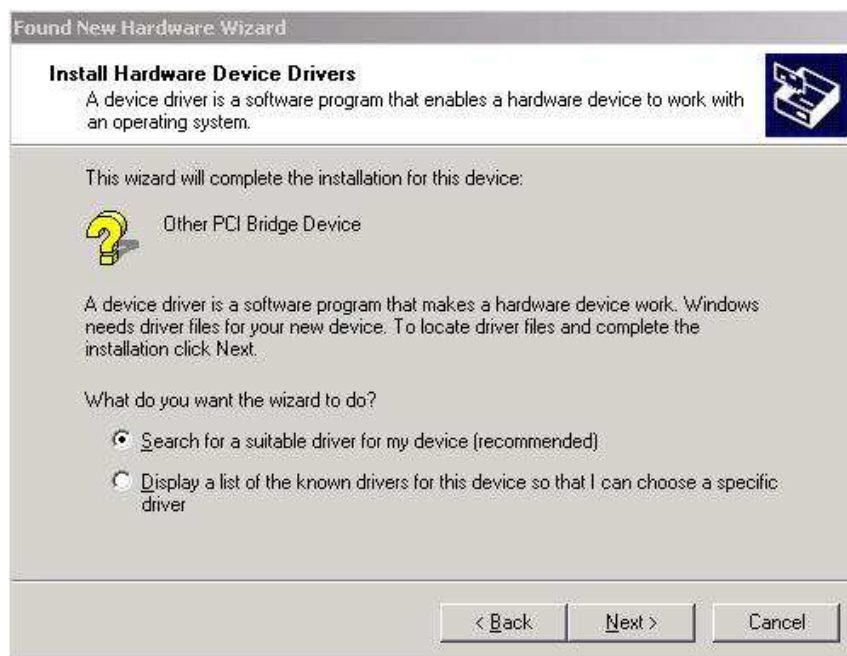 Found New Hardware Wizard
Install Hardware Device Drivers
A device driver is a software program that enables a hardware device to work with
an operating system.
This wizard will complete the installation for this device:
Other PCI Bridge Device
A device driver is a software program that makes a hardware device work. Windows
needs driver files for your new device. To locate driver files and complete the
installation click Next.
What do you want the wizard to do?
Search for a suitable driver for my device (recommended)
Display a list of the known drivers for this device so that I can choose a specific
driver
< Back Next > Cancel